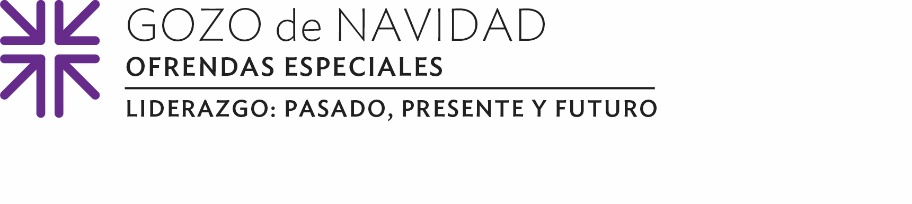 GOZO de NAVIDAD
OFRENDAS ESPECIALES
LIDERAZGO: PASADO, PRESENTE Y FUTURO